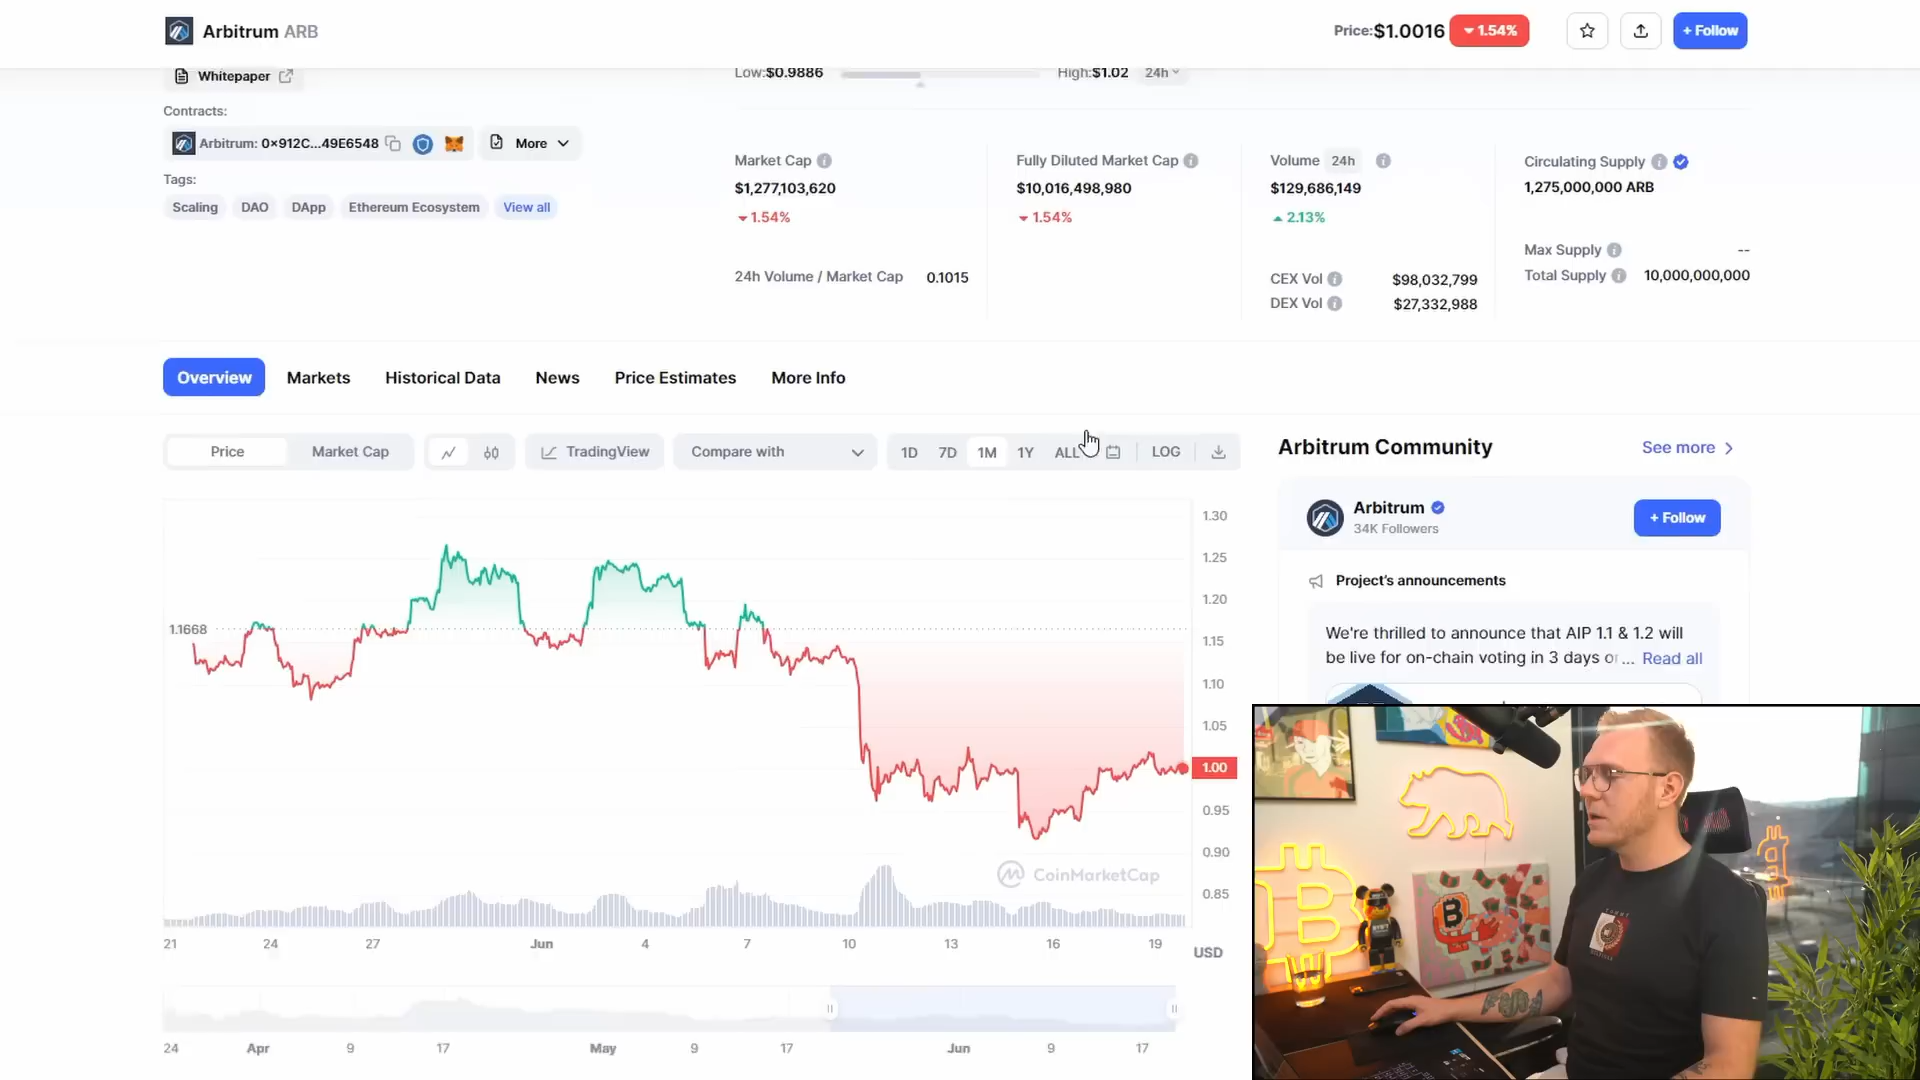 Arbitrum ARB
Price:$1.0016 1.54%
+ Follow
Whitepaper
Low:$0.9886 High:$1.02 24h
Contracts:
Arbitrum: 0×912C...49E6548 More
Tags:
Scaling DAO DApp Ethereum Ecosystem View all
Market Cap
$1,277,103,620
1.54%
24h Volume / Market Cap 0.1015
Fully Diluted Market Cap
$10,016,498,980
1.54%
Volume 24h
$129,686,149
2.13%
CEX Vol $98,032,799
DEX Vol $27,332,988
Circulating Supply
1,275,000,000 ARB
Max Supply --
Total Supply 10,000,000,000
Overview Markets Historical Data News Price Estimates More Info
Price Market Cap TradingView Compare with 1D 7D 1M 1Y ALL LOG
1.30
1.25
1.20
1.1668
1.15
1.10
1.05
1.00
0.95
0.90
0.85
CoinMarketCap
21 24 27 Jun 4 7 10 13 16 19
USD
24 Apr 9 17 May 9 17 Jun 9 17
Arbitrum Community See more
Arbitrum
34K Followers
+ Follow
Project's announcements
We're thrilled to announce that AIP 1.1 & 1.2 will
be live for on-chain voting in 3 days or ... Read all